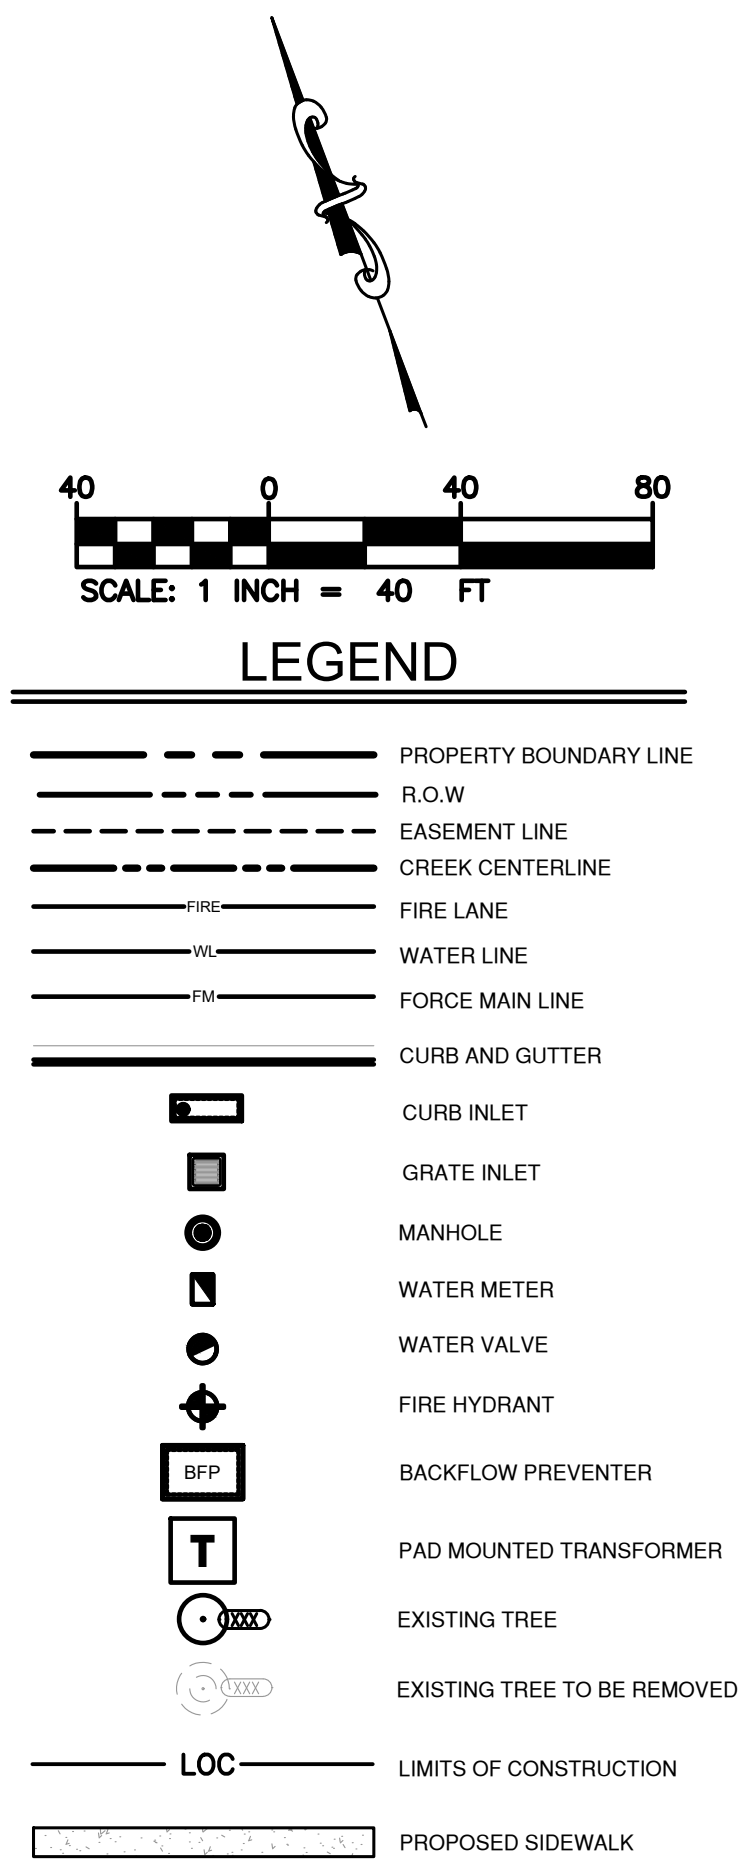 40 0 40 80
SCALE: 1 INCH = 40 FT
LEGEND
PROPERTY BOUNDARY LINE
R.O.W
EASEMENT LINE
CREEK CENTERLINE
FIRE FIRE LANE
WL WATER LINE
FM FORCE MAIN LINE
CURB AND GUTTER
CURB INLET
GRATE INLET
MANHOLE
WATER METER
WATER VALVE
FIRE HYDRANT
BFP BACKFLOW PREVENTER
T PAD MOUNTED TRANSFORMER
XXX EXISTING TREE
XXX EXISTING TREE TO BE REMOVED
LOC LIMITS OF CONSTRUCTION
PROPOSED SIDEWALK